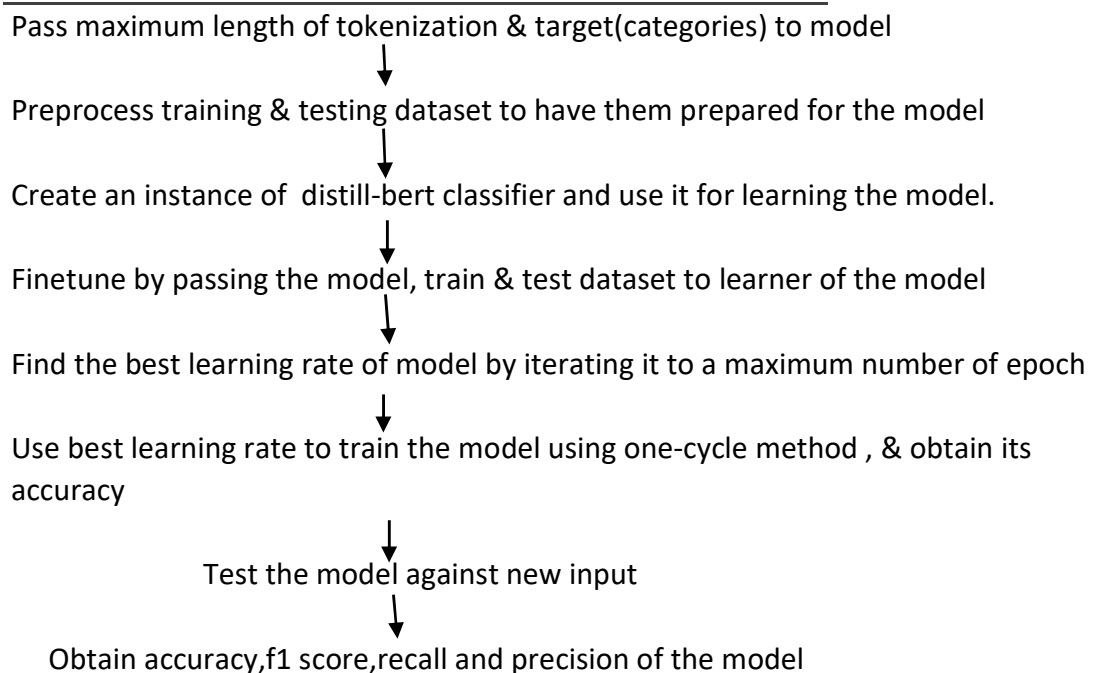 Pass maximum length of tokenization & target(categories) to model
Preprocess training & testing dataset to have them prepared for the model
Create an instance of  distill-bert classifier and use it for learning the model.
Finetune by passing the model, train & test dataset to learner of the model
Find the best learning rate of model by iterating it to a maximum number of epoch
Use best learning rate to train the model using one-cycle method , & obtain its
accuracy
Test the model against new input
Obtain accuracy,f1 score,recall and precision of the model